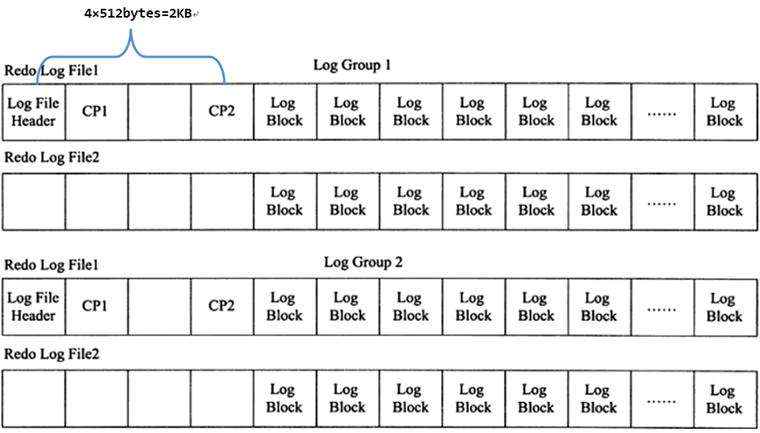 4×512bytes=2KB
Log Group 1
Redo Log File1
Log File Header CP1 CP2 Log Block Log Block Log Block Log Block Log Block Log Block ...... Log Block
Redo Log File2
Log Block Log Block Log Block Log Block Log Block Log Block ...... Log Block
Redo Log File1 Log Group 2
Log File Header CP1 CP2 Log Block Log Block Log Block Log Block Log Block Log Block ...... Log Block
Redo Log File2
Log Block Log Block Log Block Log Block Log Block Log Block ...... Log Block